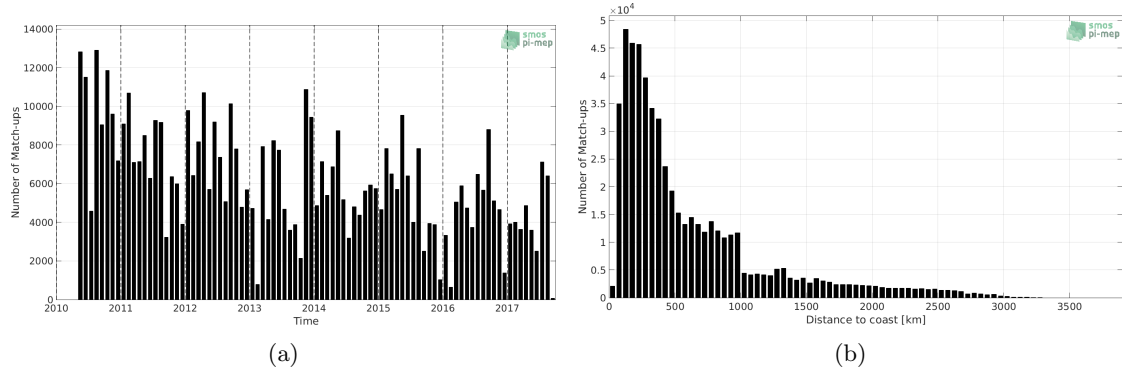 14000
12000
10000
8000
6000
4000
2000
0
Number of Match-ups
2010 2011 2012 2013 2014 2015 2016 2017
Time
smos
pi-mep
(a)
×10⁴
5
4.5
4
3.5
3
2.5
2
1.5
1
0.5
0
Number of Match-ups
0 500 1000 1500 2000 2500 3000 3500
Distance to coast [km]
smos
pi-mep
(b)